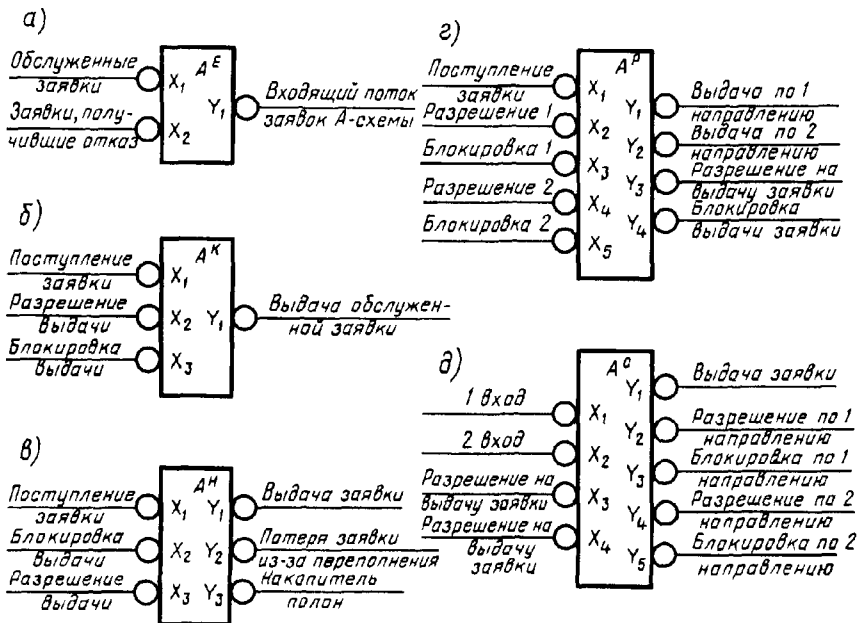 а)
Обслуженные
заявки
Заявки, полу-
чившие отказ
X1
X2
A^E
Y1
Входящий поток
заявок А-схемы
б)
Поступление
заявки
Разрешение
выдачи
Блокировка
выдачи
X1
X2
X3
A^K
Y1
Выдача обслужен-
ной заявки
в)
Поступление
заявки
Блокировка
выдачи
Разрешение
выдачи
X1
X2
X3
A^H
Y1
Y2
Y3
Выдача заявки
Потеря заявки
из-за переполнения
Накопитель
полон
г)
Поступление
заявки
Разрешение 1
Блокировка 1
Разрешение 2
Блокировка 2
X1
X2
X3
X4
X5
A^P
Y1
Y2
Y3
Y4
Выдача по 1
направлению
Выдача по 2
направлению
Разрешение на
выдачу заявки
Блокировка
выдачи заявки
д)
1 вход
2 вход
Разрешение на
выдачу заявки
Разрешение на
выдачу
заявки
X1
X2
X3
X4
A^C
Y1
Y2
Y3
Y4
Y5
Выдача заявки
Разрешение по 1
направлению
Блокировка по 1
направлению
Разрешение по 2
направлению
Блокировка по 2
направлению